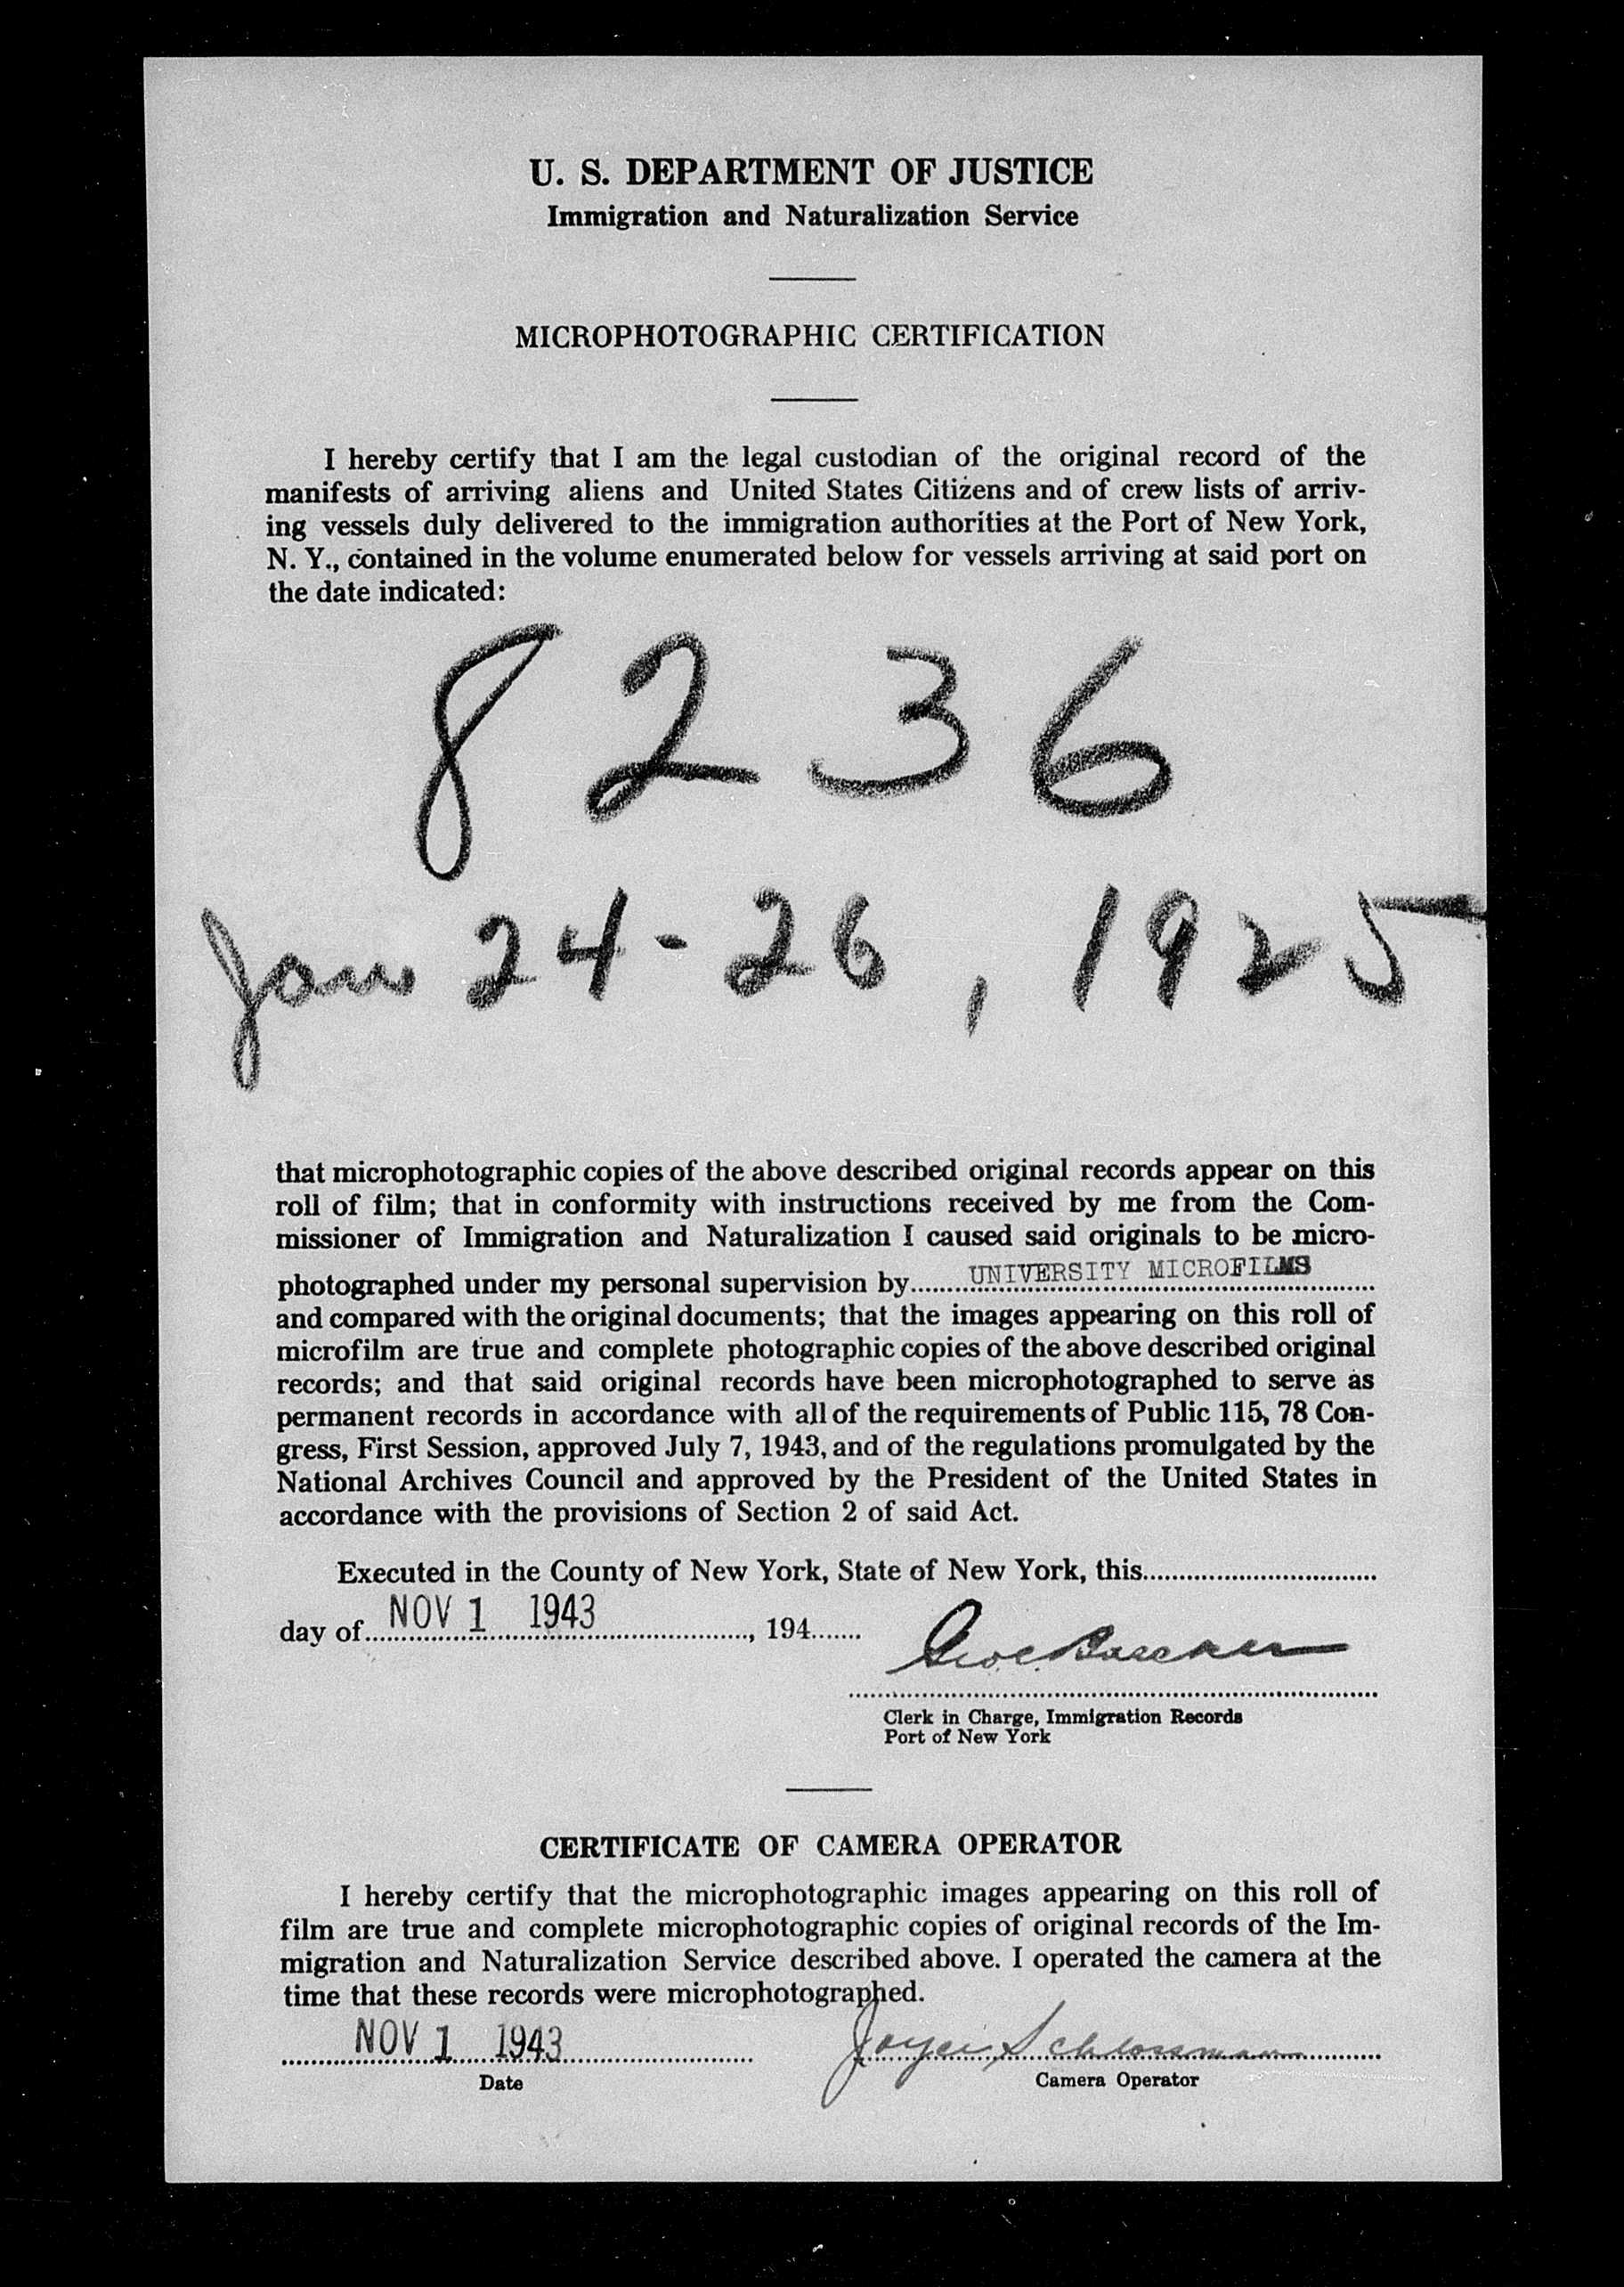 U. S. DEPARTMENT OF JUSTICE
Immigration and Naturalization Service
MICROPHOTOGRAPHIC CERTIFICATION
I hereby certify that I am the legal custodian of the original record of the
manifests of arriving aliens and United States Citizens and of crew lists of arriv-
ing vessels duly delivered to the immigration authorities at the Port of New York,
N. Y., contained in the volume enumerated below for vessels arriving at said port on
the date indicated:
8236
Jan 24-26, 1925
that microphotographic copies of the above described original records appear on this
roll of film; that in conformity with instructions received by me from the Com-
missioner of Immigration and Naturalization I caused said originals to be micro-
photographed under my personal supervision by UNIVERSITY MICROFILMS
and compared with the original documents; that the images appearing on this roll of
microfilm are true and complete photographic copies of the above described original
records; and that said original records have been microphotographed to serve as
permanent records in accordance with all of the requirements of Public 115, 78 Con-
gress, First Session, approved July 7, 1943, and of the regulations promulgated by the
National Archives Council and approved by the President of the United States in
accordance with the provisions of Section 2 of said Act.
Executed in the County of New York, State of New York, this
day of NOV 1 1943, 194
Clerk in Charge, Immigration Records
Port of New York
CERTIFICATE OF CAMERA OPERATOR
I hereby certify that the microphotographic images appearing on this roll of
film are true and complete microphotographic copies of original records of the Im-
migration and Naturalization Service described above. I operated the camera at the
time that these records were microphotographed.
NOV 1 1943 Joyce Schlossman
Date Camera Operator